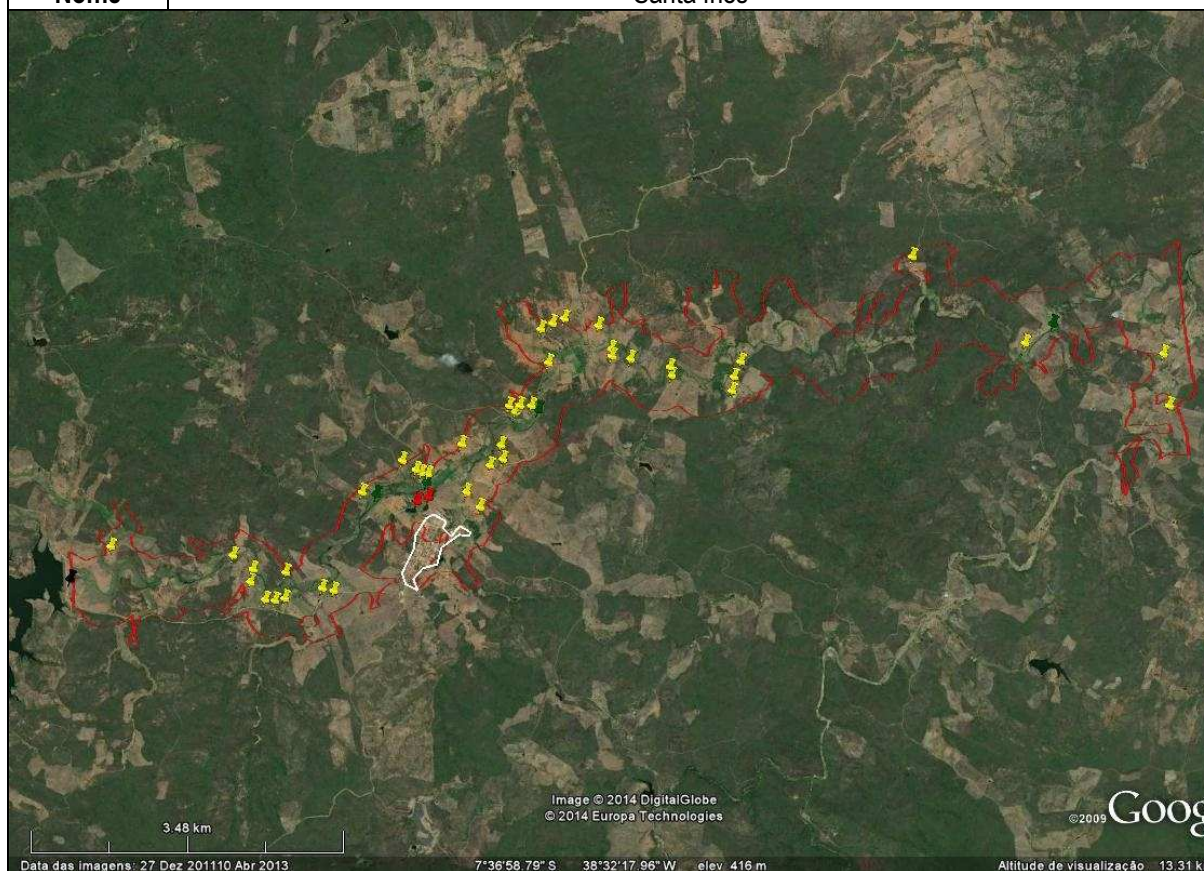 Nome Santa Inês
Image © 2014 DigitalGlobe
© 2014 Europa Technologies
©2009 Goog
3.48 km
Data das imagens: 27 Dez 201110 Abr 2013 7°36'58.79" S 38°32'17.96" W elev 416 m Altitude de visualização 13.31 k